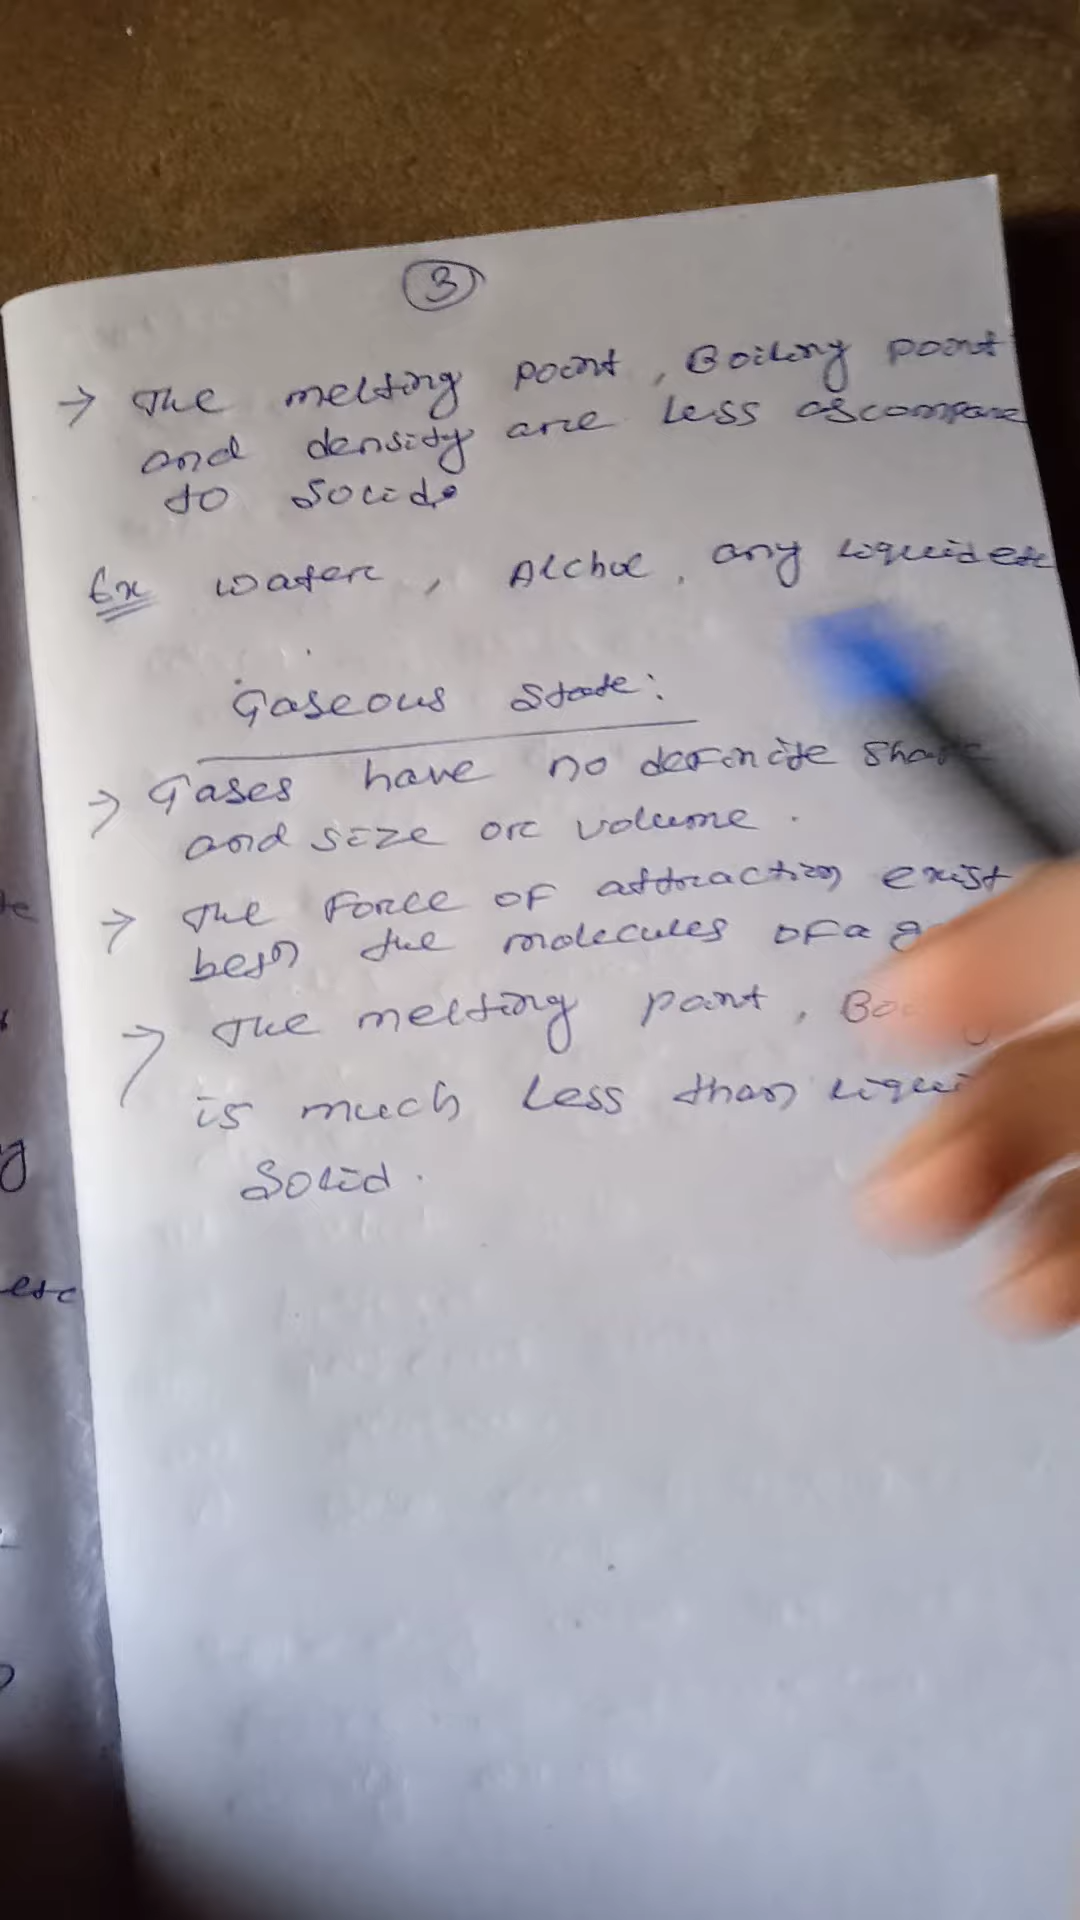 3
→ The melting point, Boiling point
and density are less as compare
to Solid.
Ex Water, Alchol, any liquid etc
Gaseous State:
→ Gases have no definite
and size or volume.
→ The Force of attraction exist
betn the molecules of a
→ The melting point,
is much less than
Solid.
etc